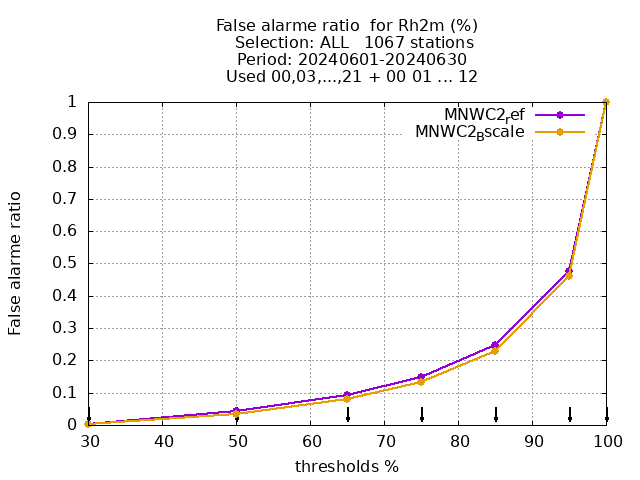 False alarme ratio  for Rh2m (%)
Selection: ALL   1067 stations
Period: 20240601-20240630
Used 00,03,...,21 + 00 01 ... 12
MNWC2ref
MNWC2Bscale
1
0.9
0.8
0.7
0.6
0.5
0.4
0.3
0.2
0.1
0
False alarme ratio
30 40 50 60 70 80 90 100
thresholds %